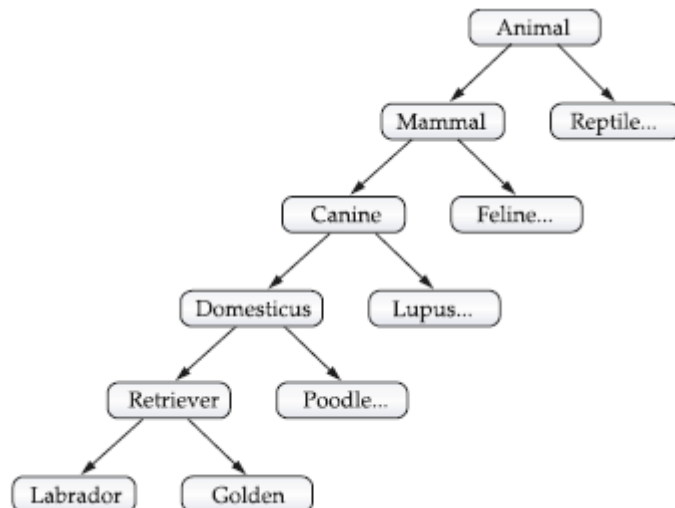 Animal
Mammal
Reptile...
Canine
Feline...
Domesticus
Lupus...
Retriever
Poodle...
Labrador
Golden